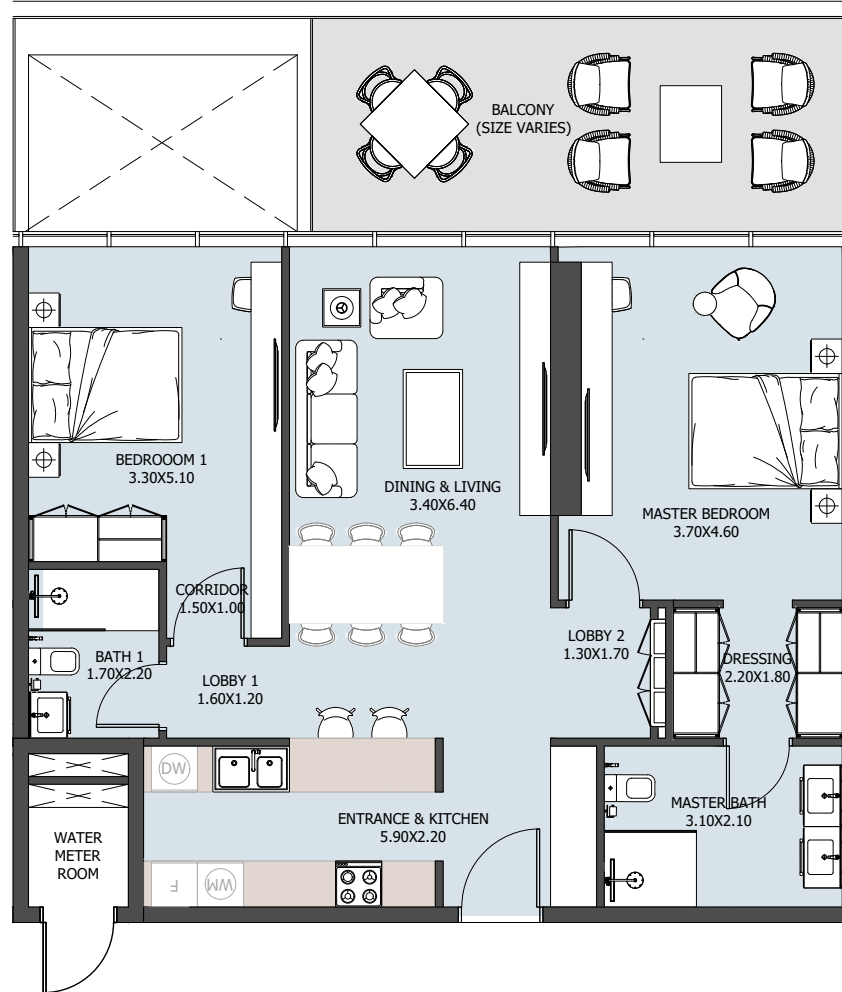 BALCONY
(SIZE VARIES)
BEDROOOM 1
3.30X5.10
DINING & LIVING
3.40X6.40
MASTER BEDROOM
3.70X4.60
CORRIDOR
1.50X1.00
BATH 1
1.70X2.20
LOBBY 1
1.60X1.20
LOBBY 2
1.30X1.70
DRESSING
2.20X1.80
DW
ENTRANCE & KITCHEN
5.90X2.20
MASTER BATH
3.10X2.10
WATER
METER
ROOM
F
WM